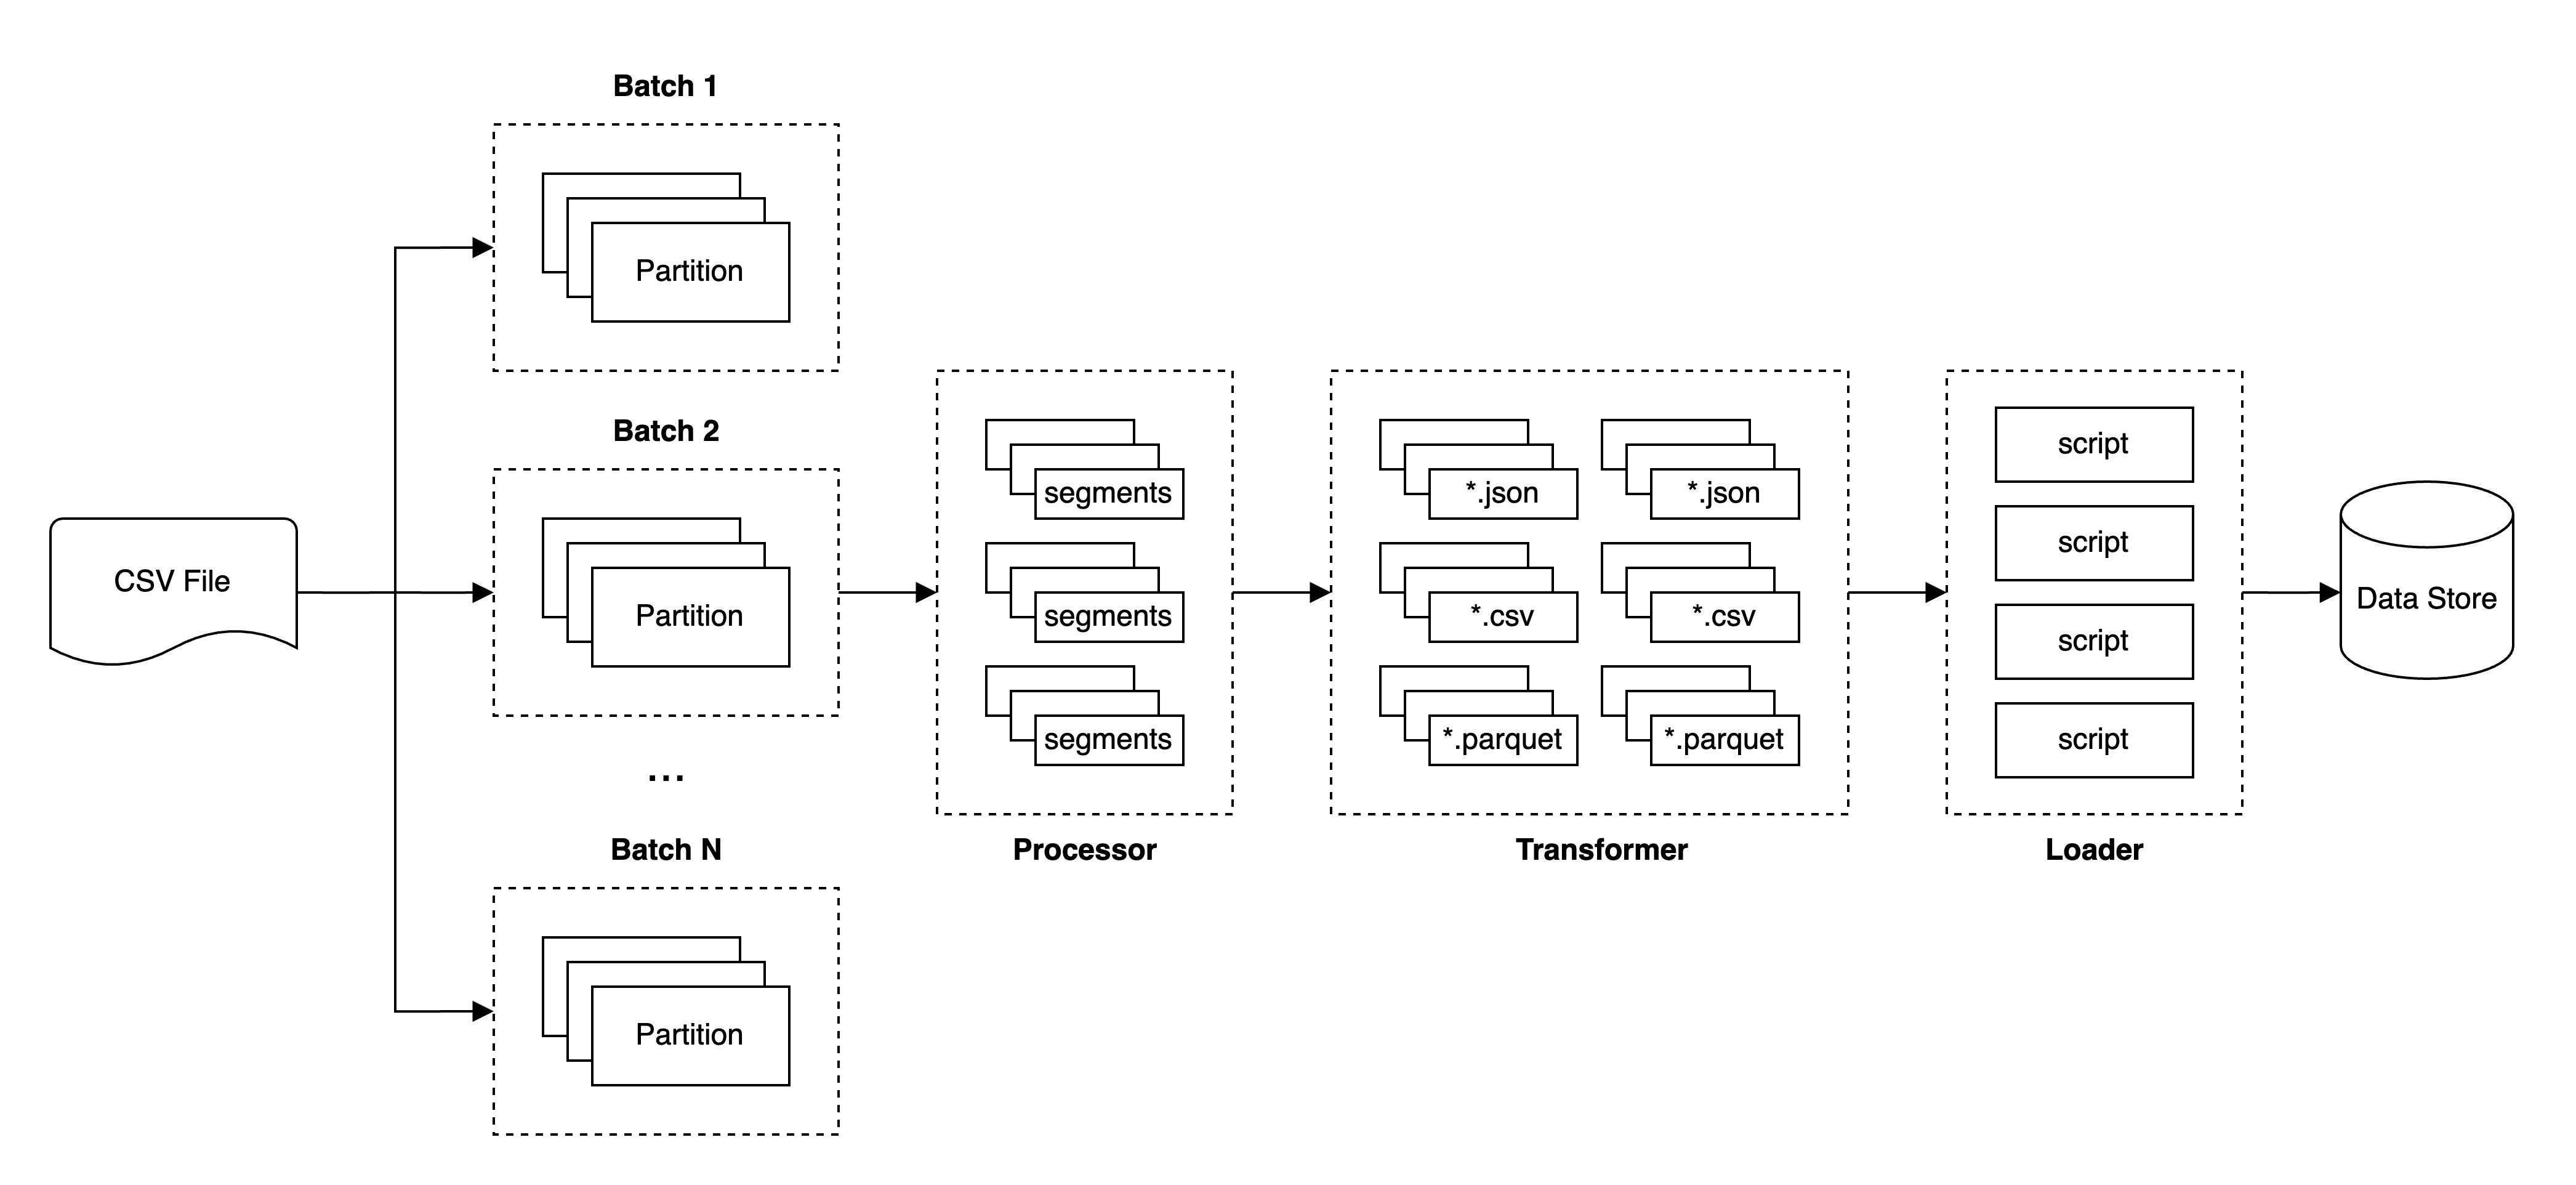 Batch 1
Partition
Batch 2
Partition
...
Batch N
Partition
CSV File
segments
segments
segments
Processor
*.json
*.json
*.csv
*.csv
*.parquet
*.parquet
Transformer
script
script
script
script
Loader
Data Store